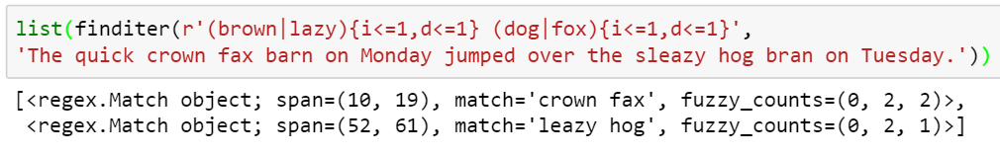 list(finditer(r'(brown|lazy){i<=1,d<=1} (dog|fox){i<=1,d<=1}',
'The quick crown fax barn on Monday jumped over the sleazy hog bran on Tuesday.'))
[<regex.Match object; span=(10, 19), match='crown fax', fuzzy_counts=(0, 2, 2)>,
 <regex.Match object; span=(52, 61), match='leazy hog', fuzzy_counts=(0, 2, 1)>]